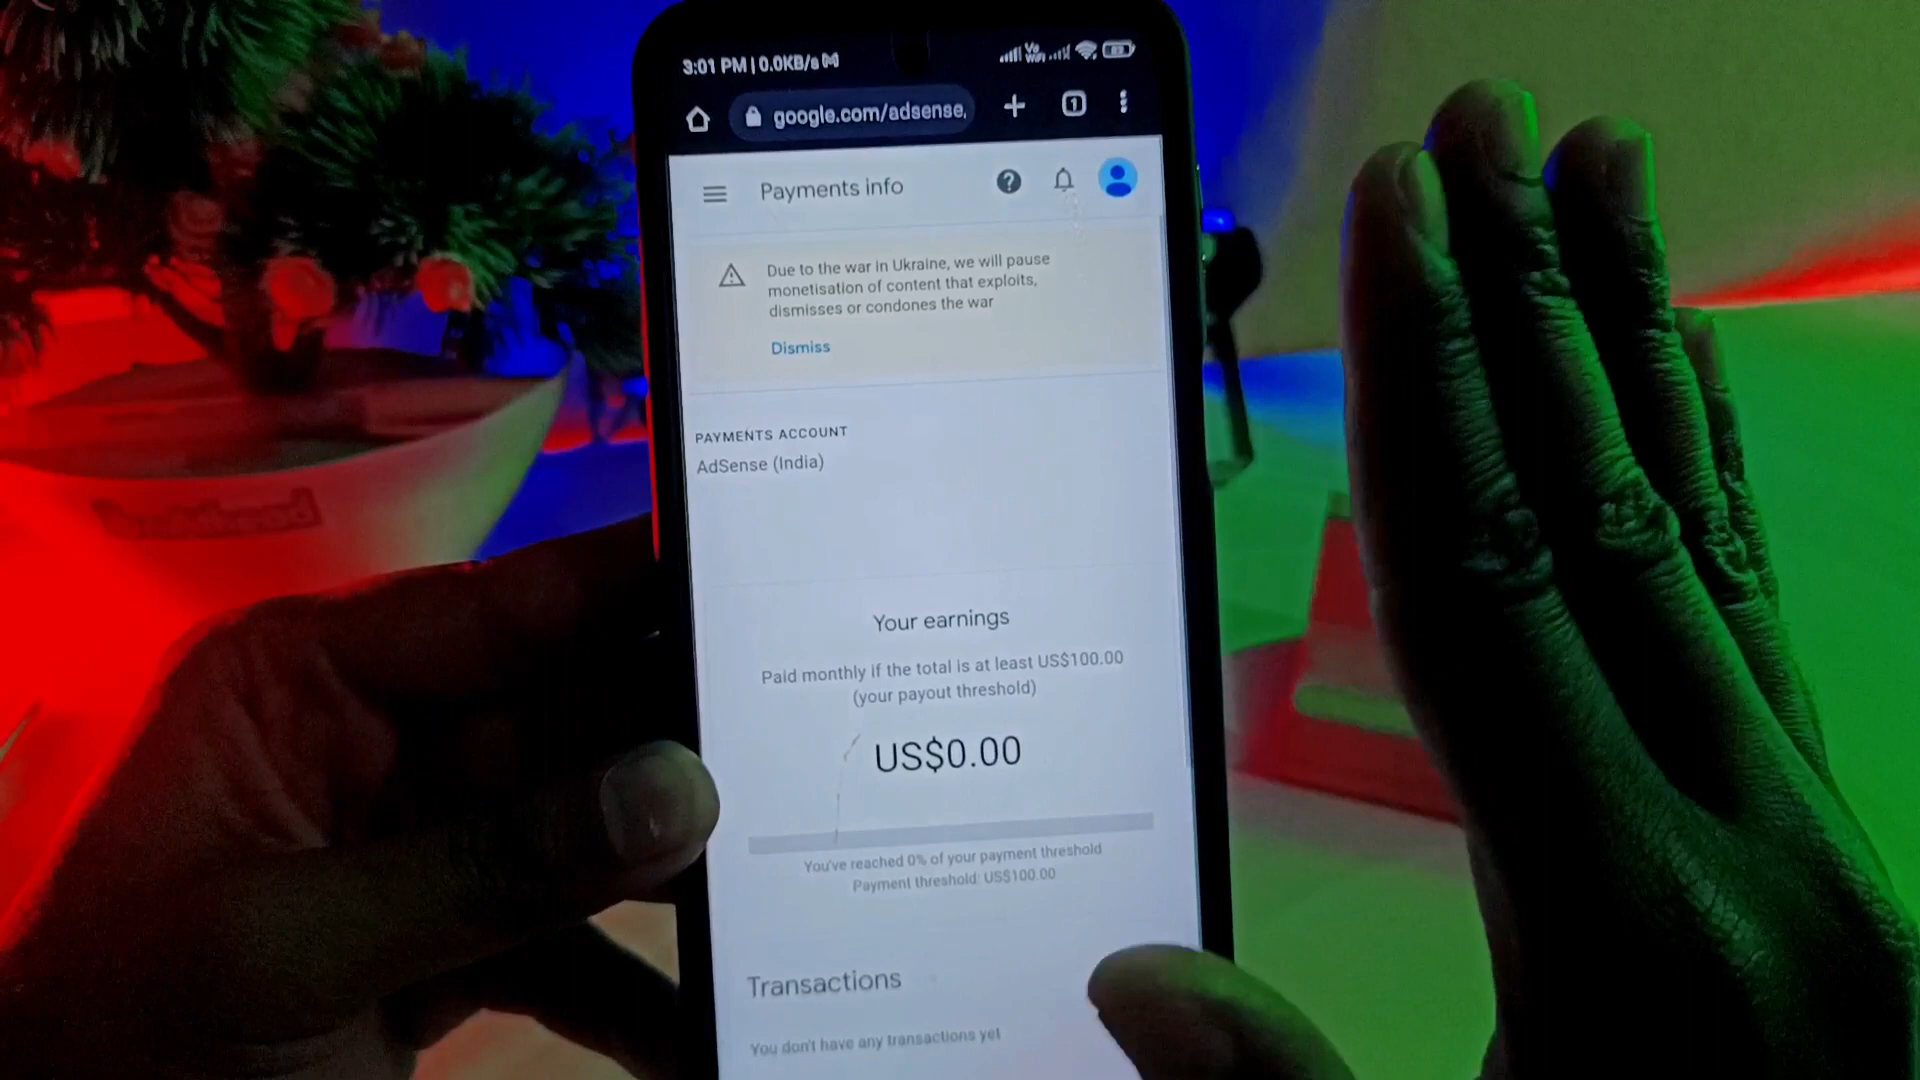 3:01 PM | 0.0KB/s
google.com/adsense,
Payments info
Due to the war in Ukraine, we will pause
monetisation of content that exploits,
dismisses or condones the war
Dismiss
PAYMENTS ACCOUNT
AdSense (India)
Your earnings
Paid monthly if the total is at least US$100.00
(your payout threshold)
US$0.00
You've reached 0% of your payment threshold
Payment threshold: US$100.00
Transactions
You don't have any transactions yet